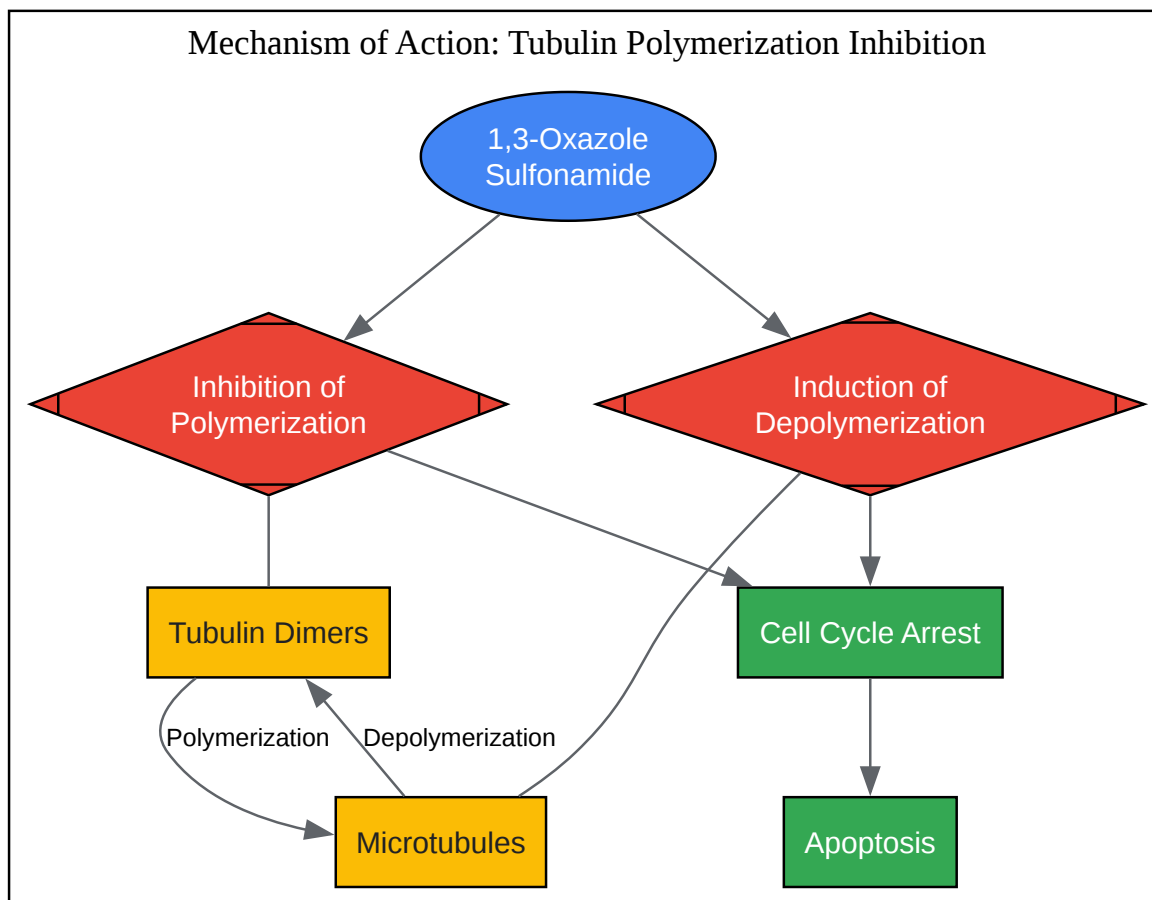 Mechanism of Action: Tubulin Polymerization Inhibition
1,3-Oxazole
Sulfonamide
Inhibition of
Polymerization
Induction of
Depolymerization
Tubulin Dimers
Cell Cycle Arrest
Polymerization
Depolymerization
Microtubules
Apoptosis